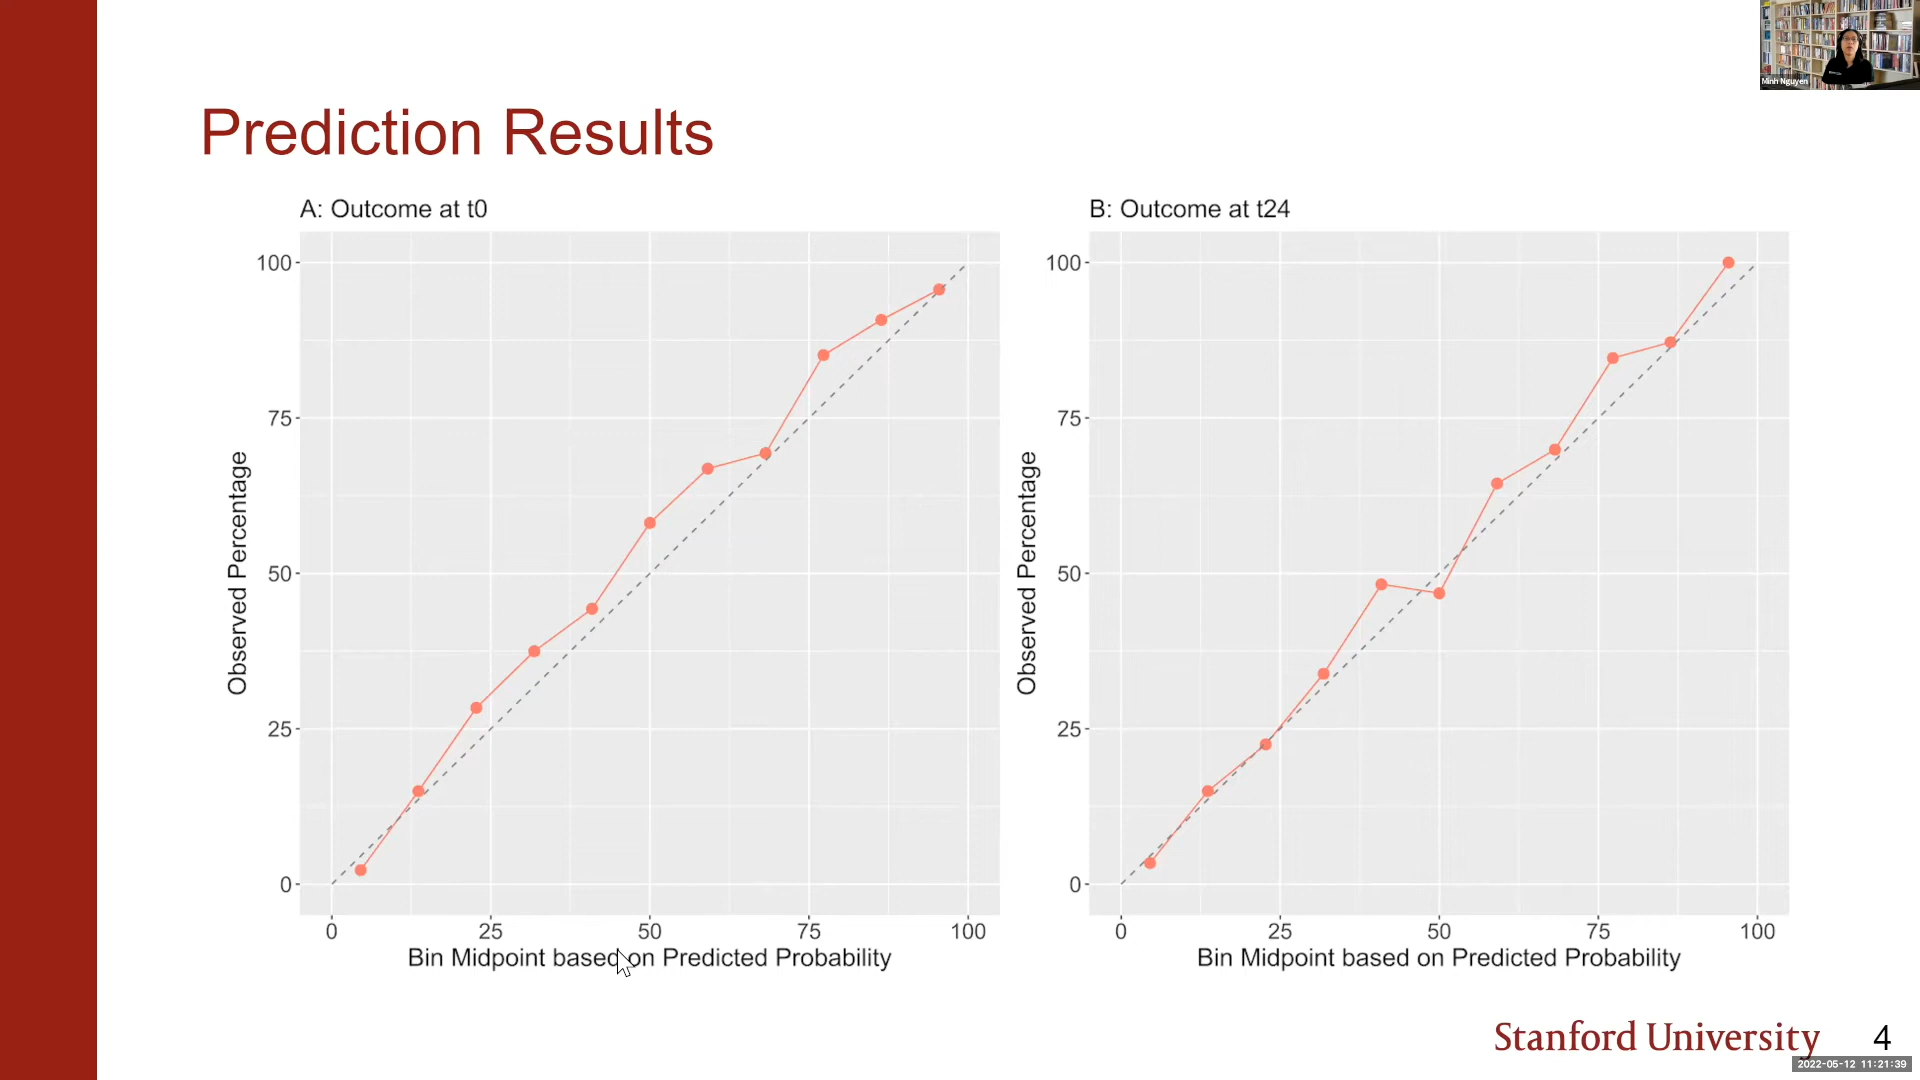 Minh Nguyen
Prediction Results
A: Outcome at t0
100
75
50
25
0
Observed Percentage
0 25 50 75 100
Bin Midpoint based on Predicted Probability
B: Outcome at t24
100
75
50
25
0
Observed Percentage
0 25 50 75 100
Bin Midpoint based on Predicted Probability
Stanford University
4
2022-05-12 11:21:39